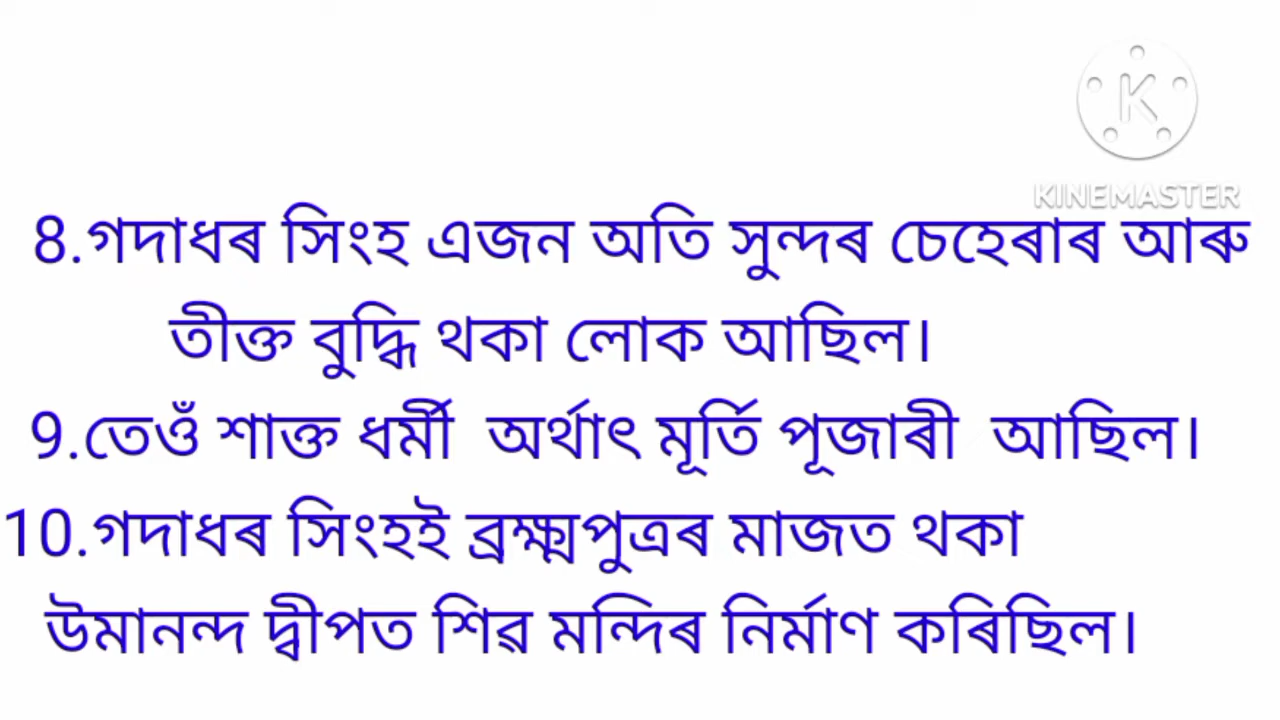 KINEMASTER
8.গদাধৰ সিংহ এজন অতি সুন্দৰ চেহেৰাৰ আৰু
তীক্ত বুদ্ধি থকা লোক আছিল।
9.তেওঁ শাক্ত ধৰ্মী অৰ্থাৎ মূৰ্তি পূজাৰী আছিল।
10.গদাধৰ সিংহই ব্ৰক্ষ্মপুত্ৰৰ মাজত থকা
উমানন্দ দ্বীপত শিৱ মন্দিৰ নিৰ্মাণ কৰিছিল।